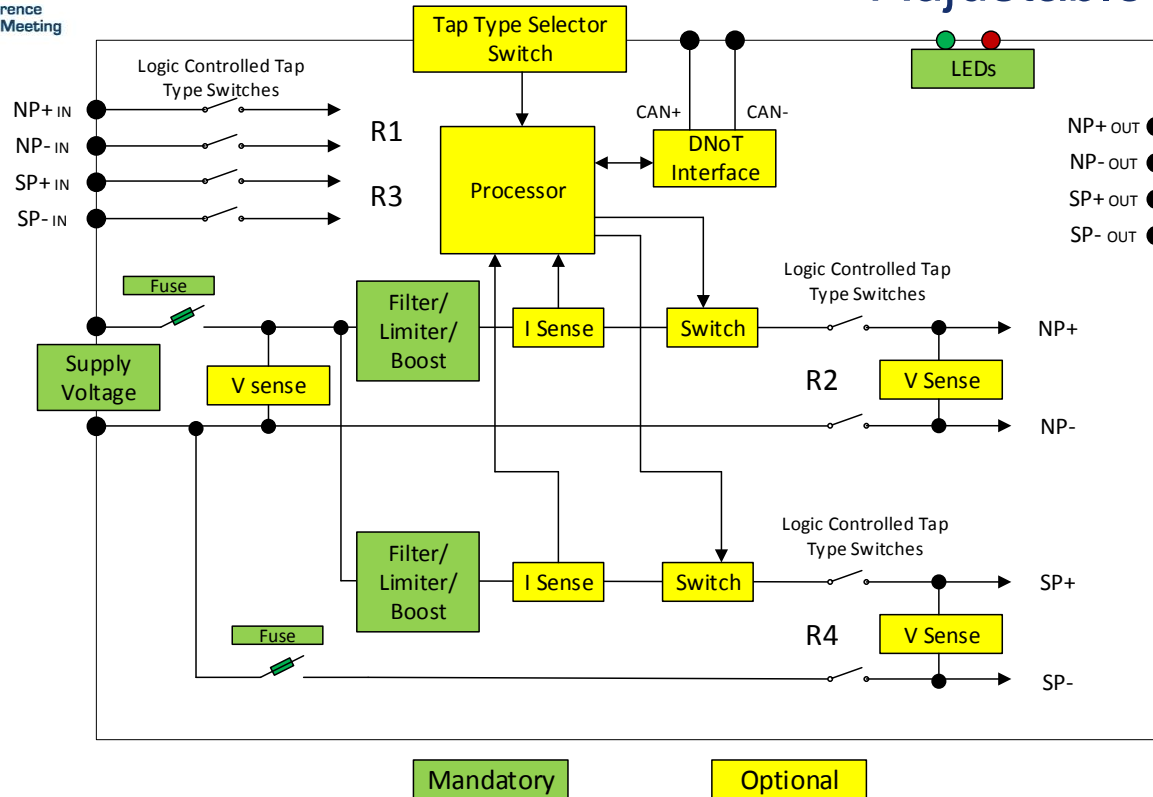 Meeting
Tap Type Selector
Switch
LEDs
Logic Controlled Tap
Type Switches
NP+ IN
NP- IN
SP+ IN
SP- IN
R1
R3
CAN+
CAN-
DNoT
Interface
Processor
NP+ OUT
NP- OUT
SP+ OUT
SP- OUT
Fuse
Filter/
Limiter/
Boost
I Sense
Switch
Logic Controlled Tap
Type Switches
NP+
Supply
Voltage
V sense
R2
V Sense
NP-
Filter/
Limiter/
Boost
I Sense
Switch
Logic Controlled Tap
Type Switches
SP+
Fuse
R4
V Sense
SP-
Mandatory
Optional